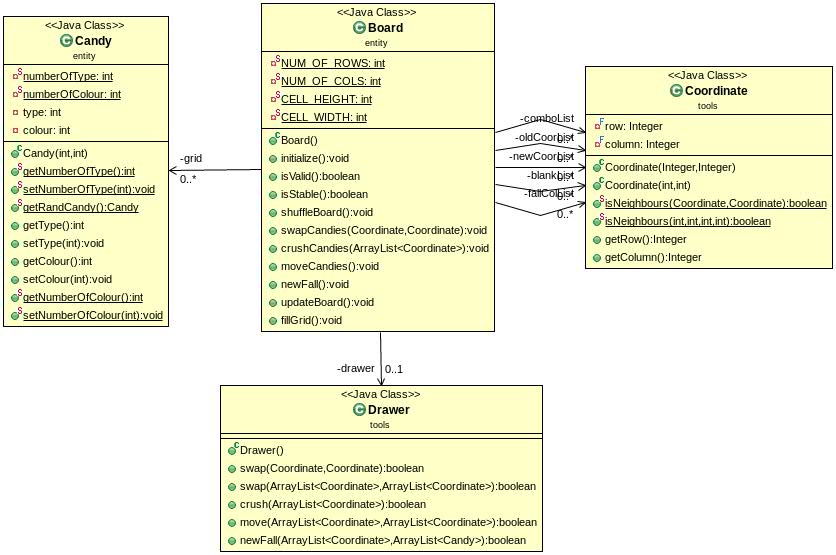 <<Java Class>>
Candy
entity
numberOfType: int
numberOfColour: int
type: int
colour: int
Candy(int,int)
getNumberOfType():int
setNumberOfType(int):void
getRandCandy():Candy
getType():int
setType(int):void
getColour():int
setColour(int):void
getNumberOfColour():int
setNumberOfColour(int):void
-grid
0..*
<<Java Class>>
Board
entity
NUM_OF_ROWS: int
NUM_OF_COLS: int
CELL_HEIGHT: int
CELL_WIDTH: int
Board()
initialize():void
isValid():boolean
isStable():boolean
shuffleBoard():void
swapCandies(Coordinate,Coordinate):void
crushCandies(ArrayList<Coordinate>):void
moveCandies():void
newFall():void
updateBoard():void
fillGrid():void
-comboList
-oldCoorList
0..*
-newCoorList
0..*
-blankList
0..*
-fallCoList
0..*
0..*
<<Java Class>>
Coordinate
tools
row: Integer
column: Integer
Coordinate(Integer,Integer)
Coordinate(int,int)
isNeighbours(Coordinate,Coordinate):boolean
isNeighbours(int,int,int,int):boolean
getRow():Integer
getColumn():Integer
-drawer
0..1
<<Java Class>>
Drawer
tools
Drawer()
swap(Coordinate,Coordinate):boolean
swap(ArrayList<Coordinate>,ArrayList<Coordinate>):boolean
crush(ArrayList<Coordinate>):boolean
move(ArrayList<Coordinate>,ArrayList<Coordinate>):boolean
newFall(ArrayList<Coordinate>,ArrayList<Candy>):boolean